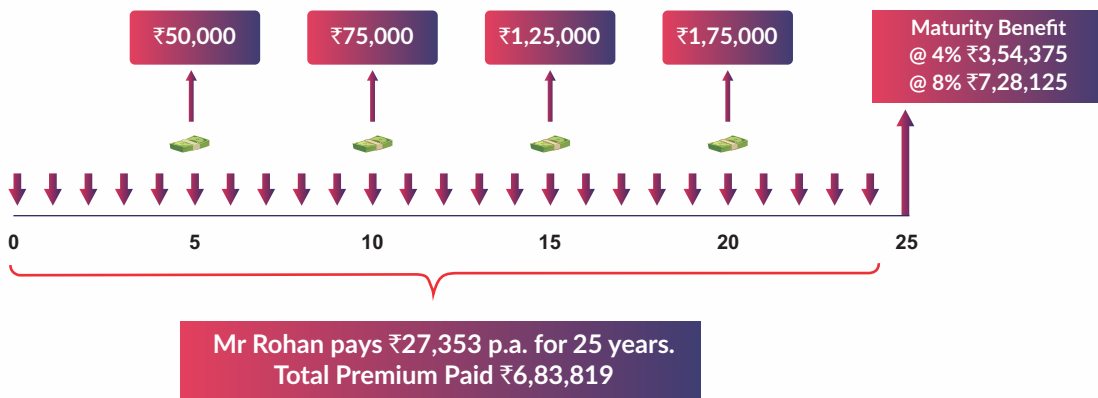 ₹50,000
₹75,000
₹1,25,000
₹1,75,000
Maturity Benefit
@ 4% ₹3,54,375
@ 8% ₹7,28,125
0
5
10
15
20
25
Mr Rohan pays ₹27,353 p.a. for 25 years.
Total Premium Paid ₹6,83,819